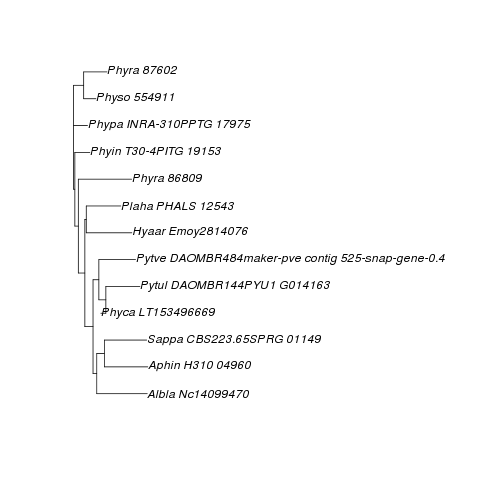 Phyra 87602
Physo 554911
Phypa INRA-310PPTG 17975
Phyin T30-4PITG 19153
Phyra 86809
Plaha PHALS 12543
Hyaar Emoy2814076
Pytve DAOMBR484maker-pve contig 525-snap-gene-0.4
Pytul DAOMBR144PYU1 G014163
Phyca LT153496669
Sappa CBS223.65SPRG 01149
Aphin H310 04960
Albla Nc14099470